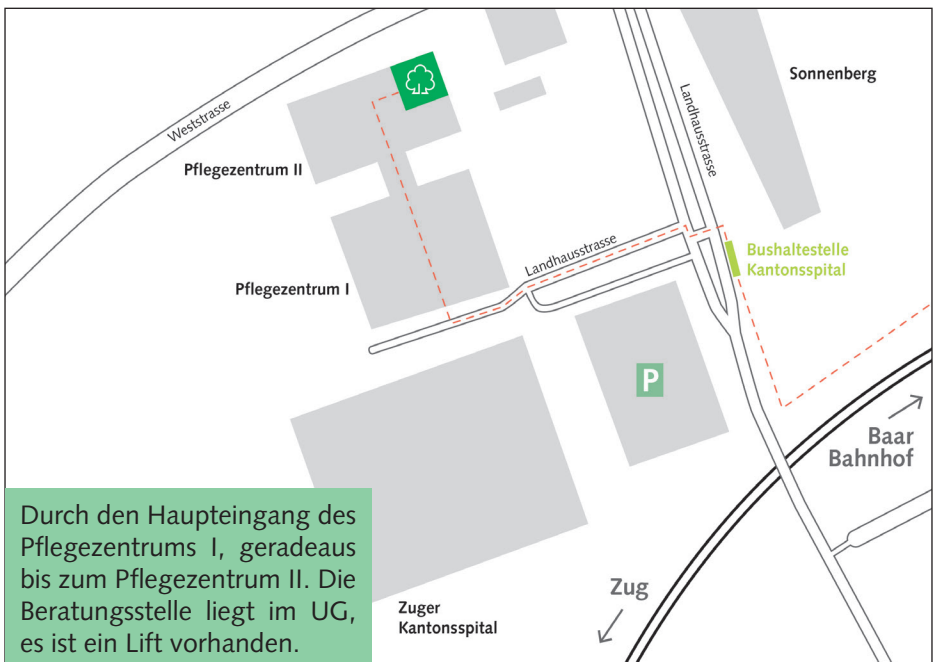 Weststrasse
Pflegezentrum II
Landhausstrasse
Sonnenberg
Landhausstrasse
Bushaltestelle
Kantonsspital
Pflegezentrum I
P
Baar
Bahnhof
Zug
Zuger
Kantonsspital
Durch den Haupteingang des
Pflegezentrums I, geradeaus
bis zum Pflegezentrum II. Die
Beratungsstelle liegt im UG,
es ist ein Lift vorhanden.